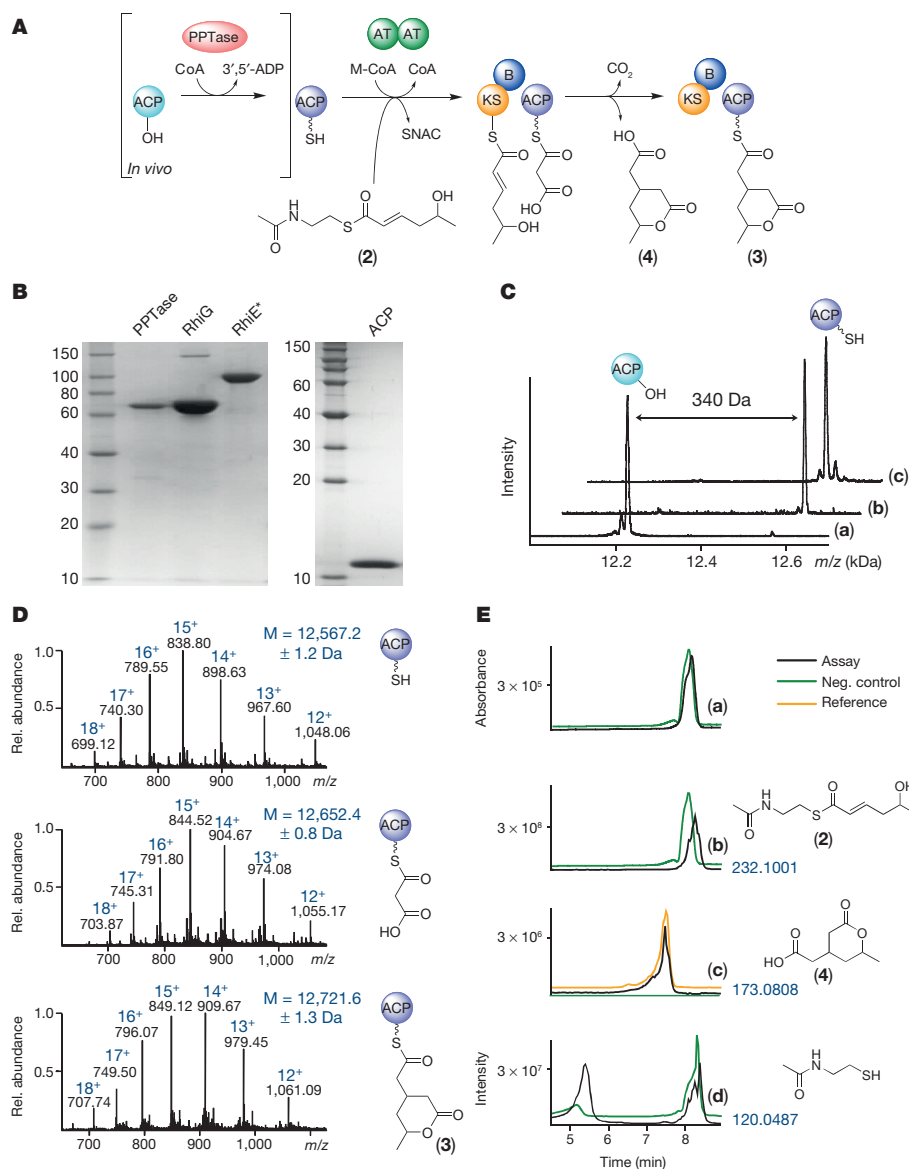 A
PPTase
CoA 3′,5′-ADP
ACP
OH
In vivo
ACP
SH
AT AT
M-CoA CoA
SNAC
B
KS ACP
S S
O O
HO O
OH
CO2
HO O
O O
(4)
B
KS ACP
S
O
O O
(3)
O OH
H
N S
O
(2)
B
PPTase
RhiG
RhiE*
150
100
80
60
40
30
20
10
ACP
150
60
40
30
20
10
C
ACP
OH
340 Da
ACP
SH
(c)
(b)
(a)
Intensity
12.2 12.4 12.6 m/z (kDa)
D
Rel. abundance
1.0
0.5
18+
699.12
17+
740.30
16+
789.55
15+
838.80
14+
898.63
13+
967.60
12+
1,048.06
M = 12,567.2
± 1.2 Da
ACP
SH
700 800 900 1,000 m/z
Rel. abundance
1.0
0.5
18+
703.87
17+
745.31
16+
791.80
15+
844.52
14+
904.67
13+
974.08
12+
1,055.17
M = 12,652.4
± 0.8 Da
ACP
S
O
O
HO
700 800 900 1,000 m/z
Rel. abundance
1.0
0.5
18+
707.74
17+
749.50
16+
796.07
15+
849.12
14+
909.67
13+
979.45
12+
1,061.09
M = 12,721.6
± 1.3 Da
ACP
S
O
O O
(3)
700 800 900 1,000 m/z
E
Absorbance
3 × 10⁵
(a)
Assay
Neg. control
Reference
3 × 10⁸
(b)
232.1001
H
N S
O O OH
(2)
3 × 10⁶
(c)
173.0808
O
O
O
HO
(4)
Intensity
3 × 10⁷
(d)
120.0487
H
N SH
O
5 6 7 8
Time (min)